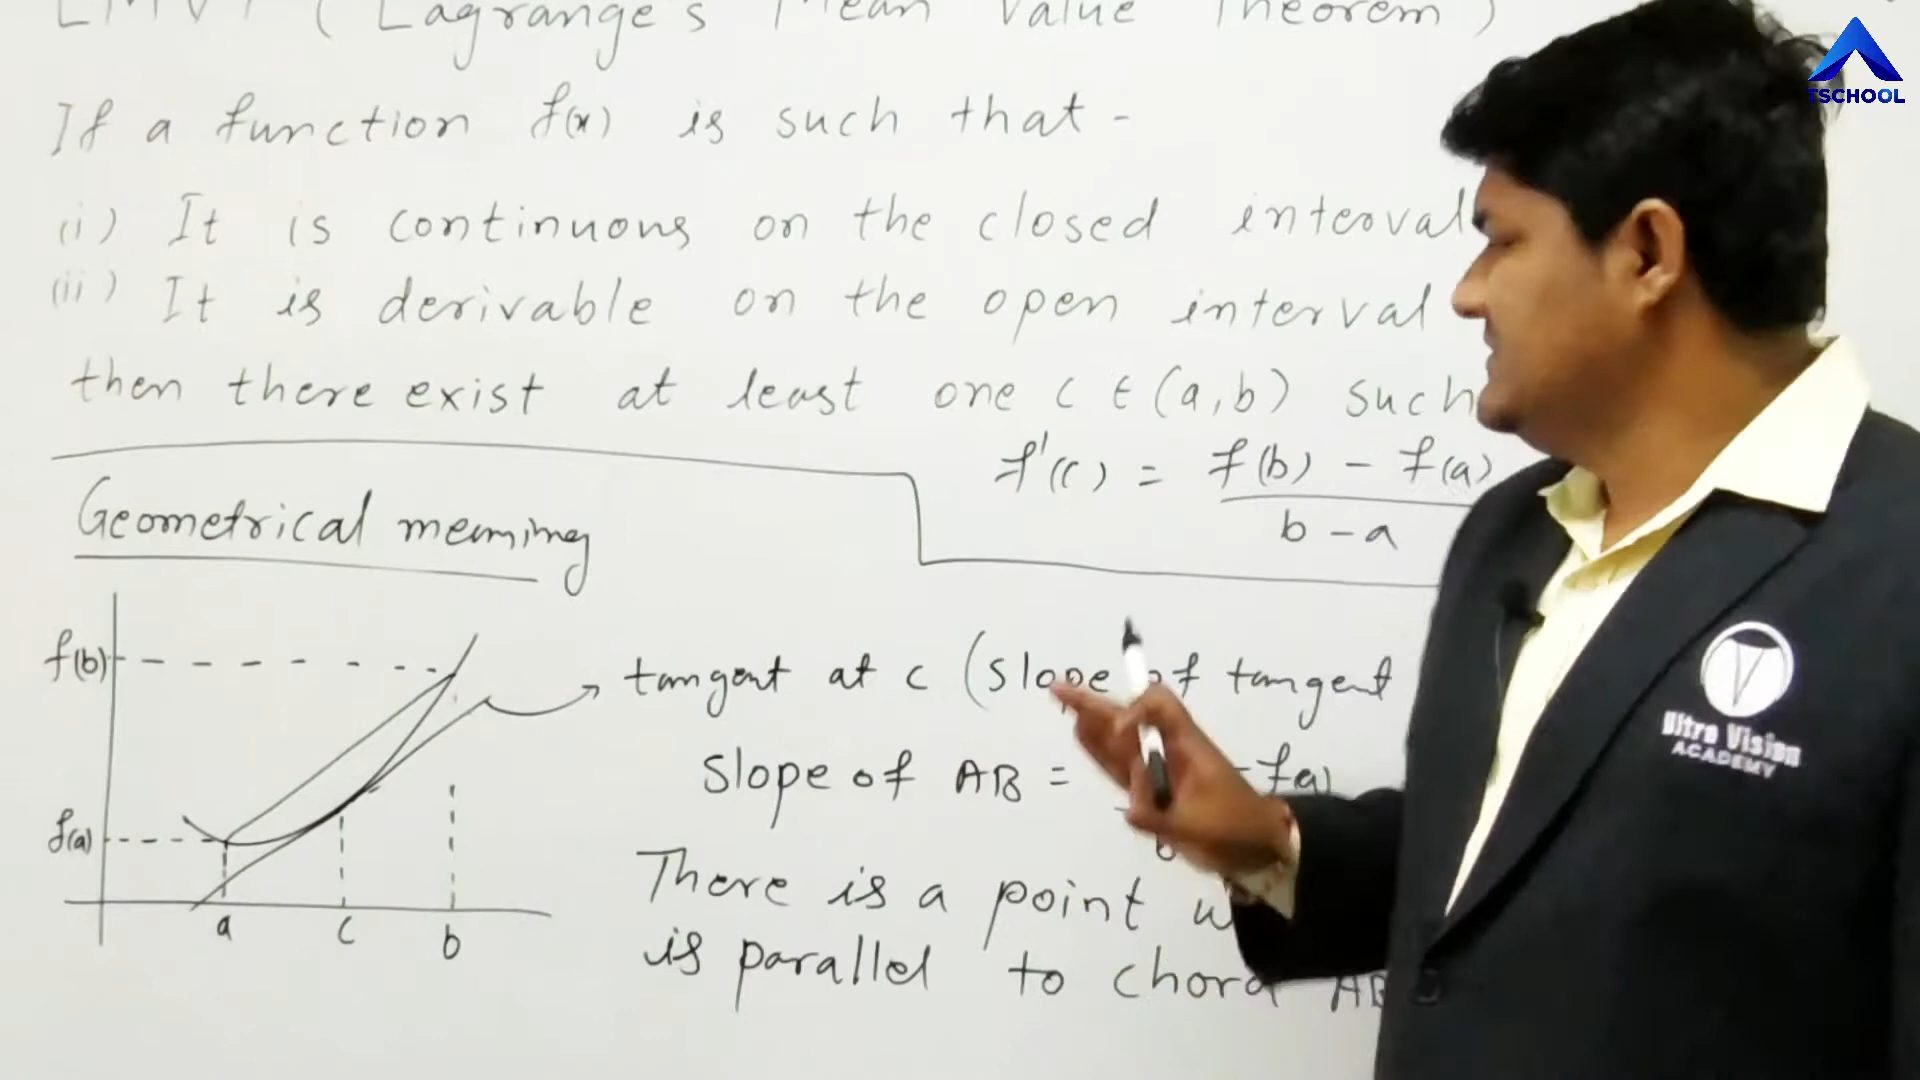 LMVT (Lagrange's Mean Value Theorem)
TSCHOOL
If a function f(x) is such that -
(i) It is continuous on the closed interval
(ii) It is derivable on the open interval
then there exist at least one c ∈ (a,b) such
f'(c) = f(b) - f(a)
b - a
Geometrical meaning
f(b)
tangent at c (slope of tangent
Ultra Vision
ACADEMY
slope of AB = - f(a)
f(a)
There is a point
a c b
is parallel to chord AB